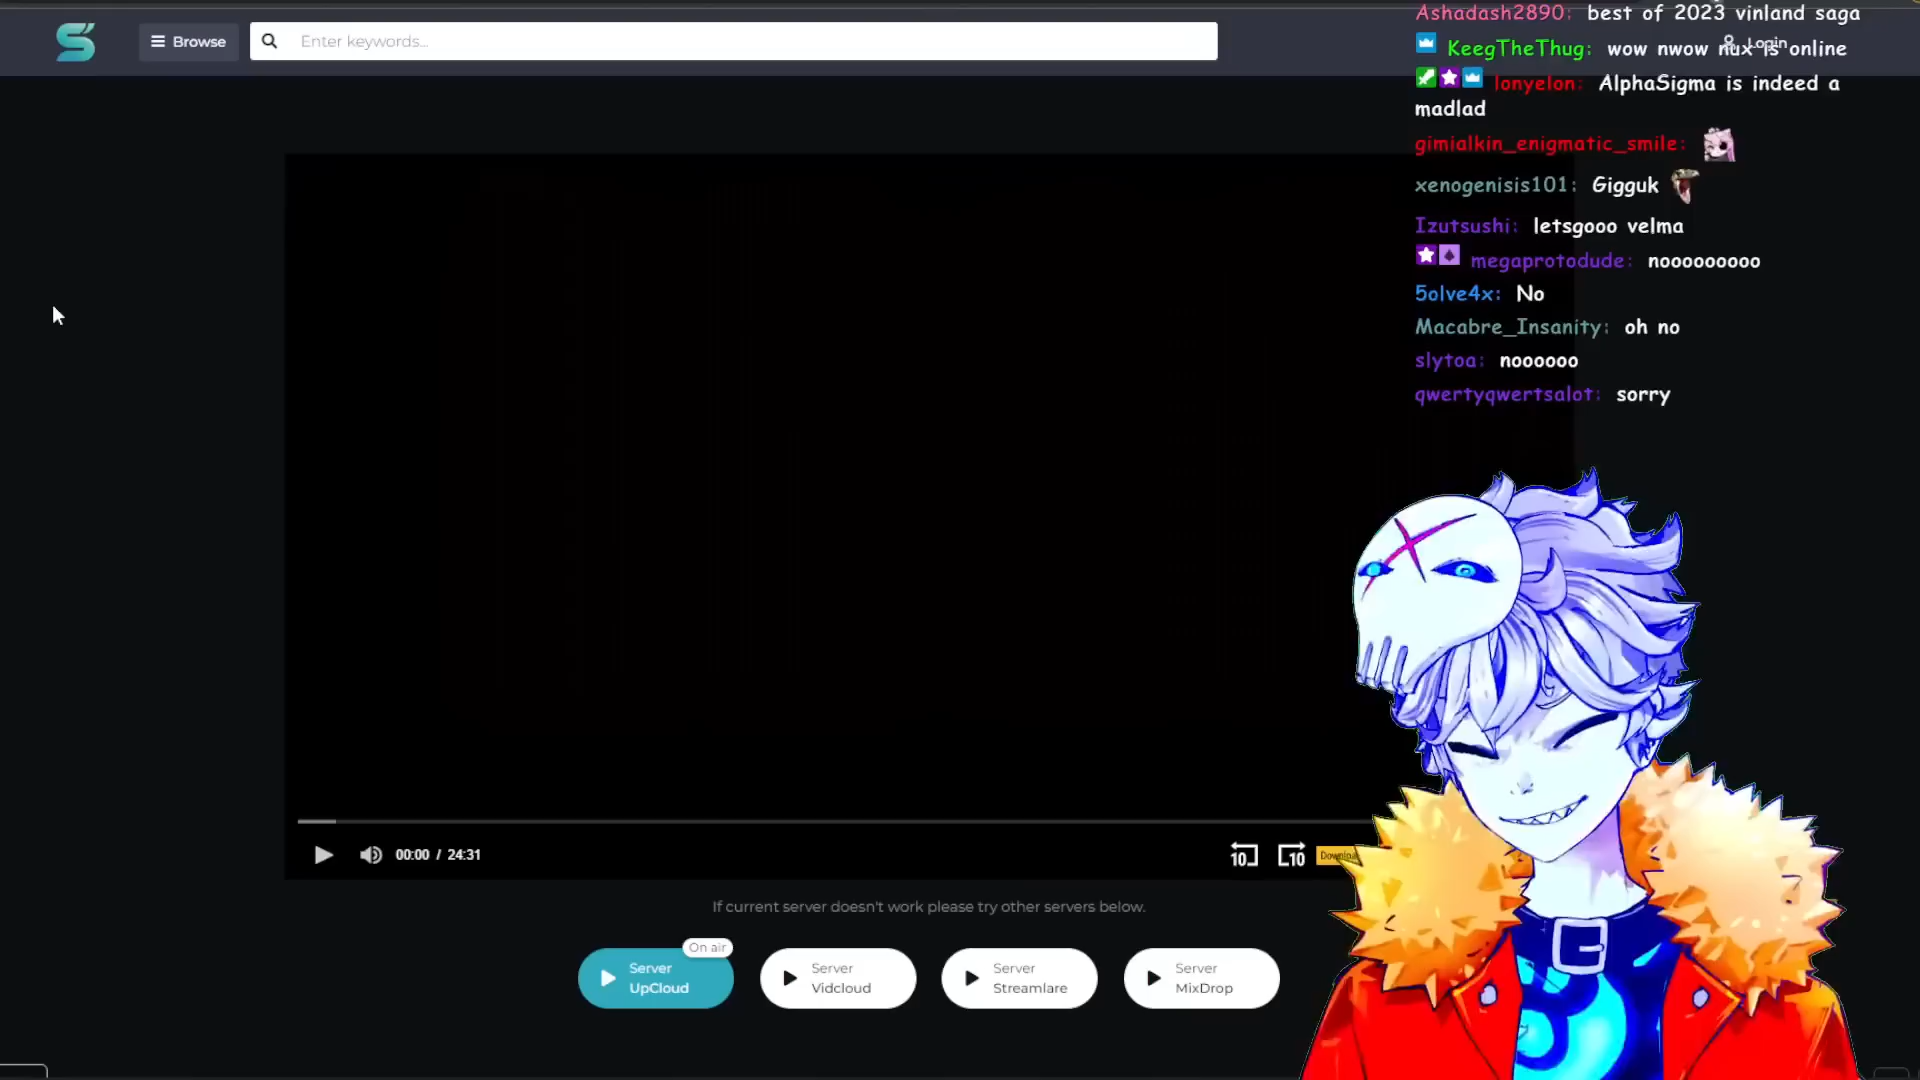 Browse
Enter keywords...
Login
Ashadash2890: best of 2023 vinland saga
KeegTheThug: wow nwow nux is online
lonyelon: AlphaSigma is indeed a
madlad
gimialkin_enigmatic_smile:
xenogenisis101: Gigguk
Izutsushi: letsgooo velma
megaprotodude: nooooooooo
5olve4x: No
Macabre_Insanity: oh no
slytoa: noooooo
qwertyqwertsalot: sorry
00:00 / 24:31
10
10
If current server doesn't work please try other servers below.
On air
Server
UpCloud
Server
Vidcloud
Server
Streamlare
Server
MixDrop